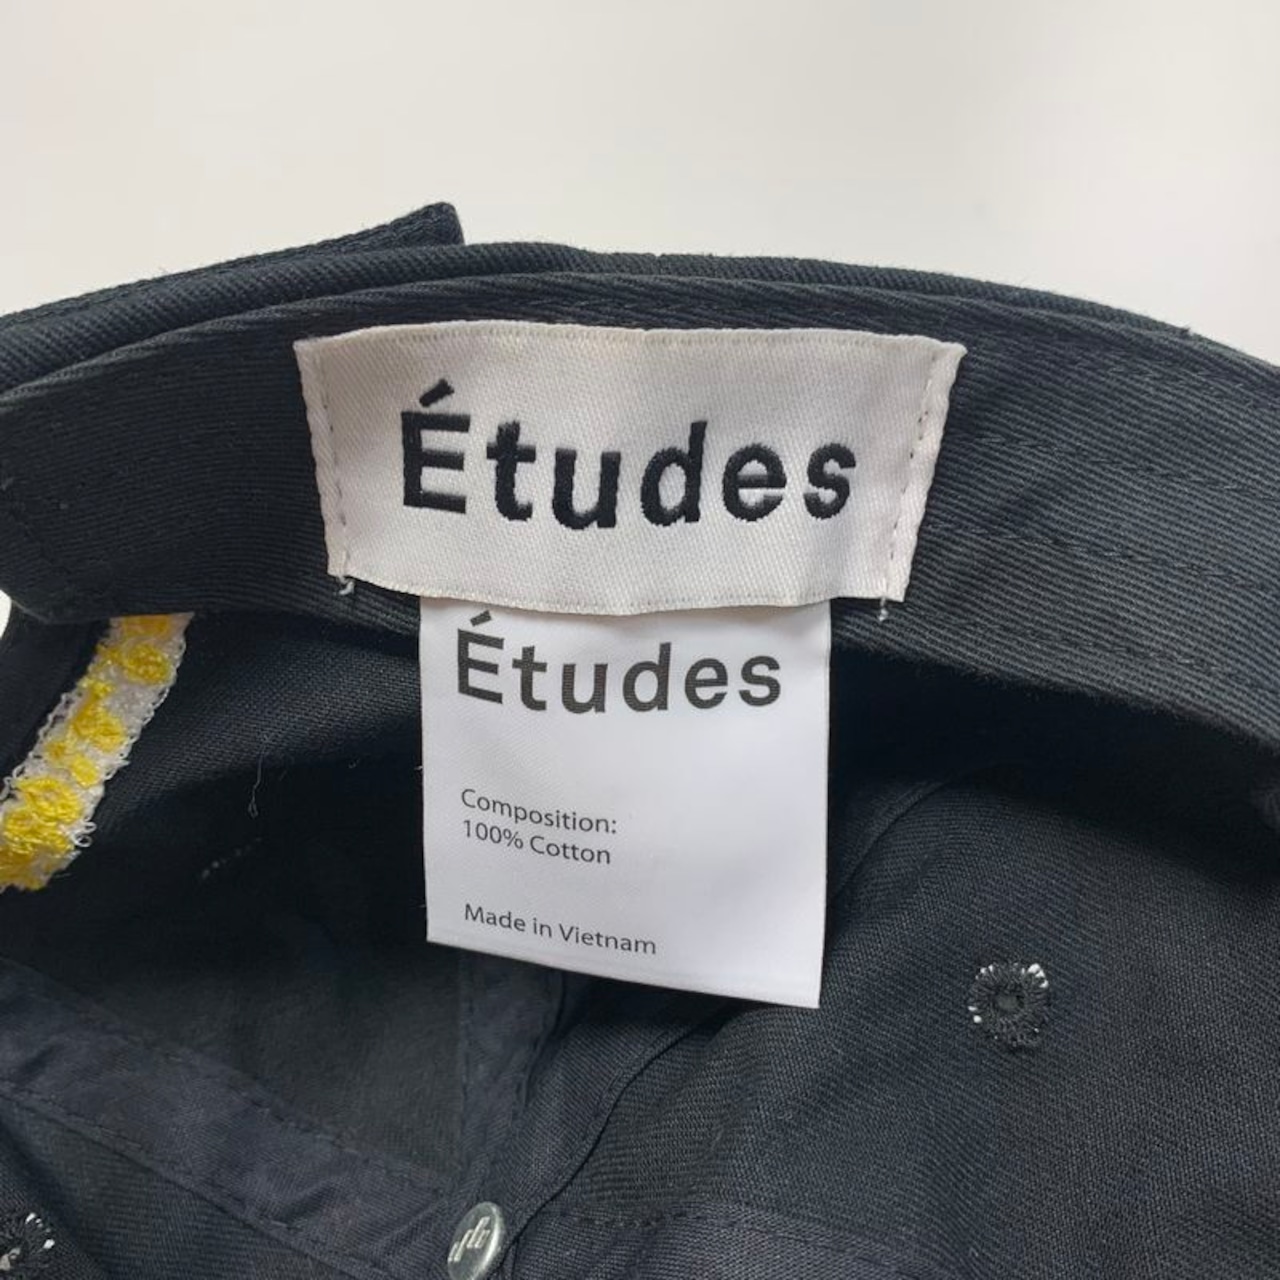 Études
Études
Composition:
100% Cotton
Made in Vietnam